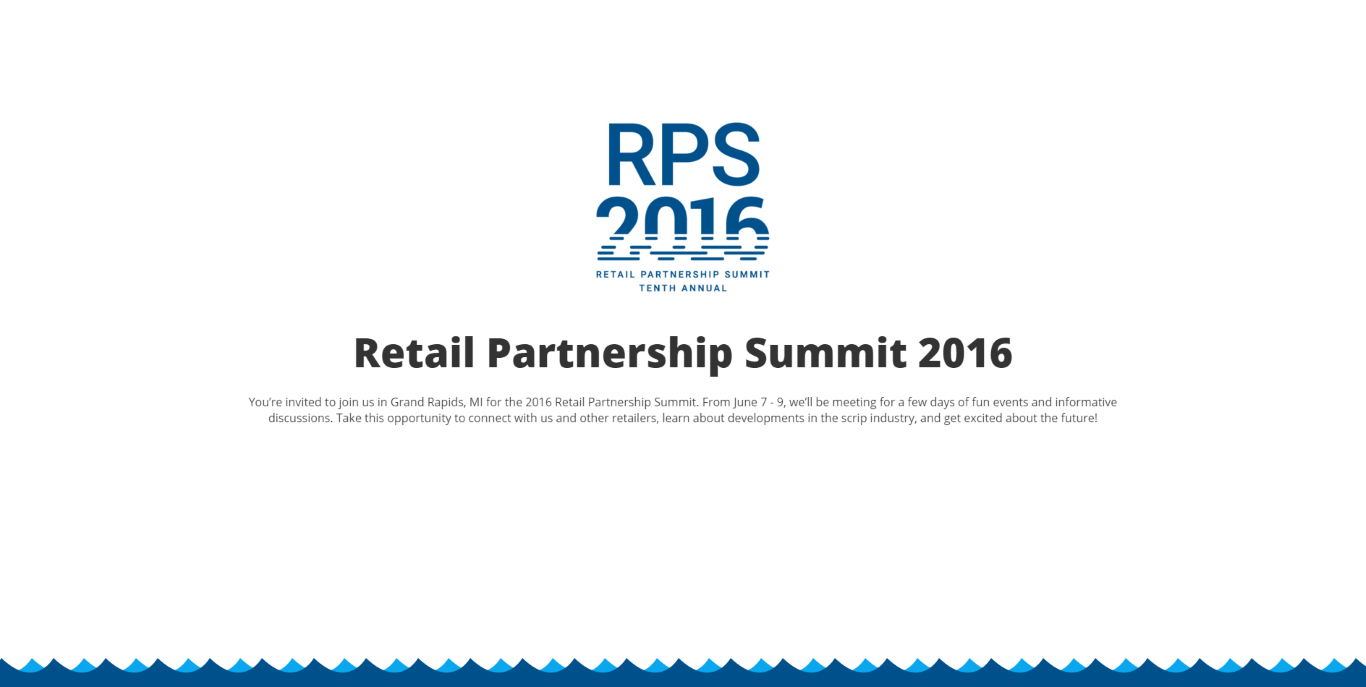 RPS
2016
RETAIL PARTNERSHIP SUMMIT
TENTH ANNUAL
Retail Partnership Summit 2016
You’re invited to join us in Grand Rapids, MI for the 2016 Retail Partnership Summit. From June 7 - 9, we’ll be meeting for a few days of fun events and informative
discussions. Take this opportunity to connect with us and other retailers, learn about developments in the scrip industry, and get excited about the future!